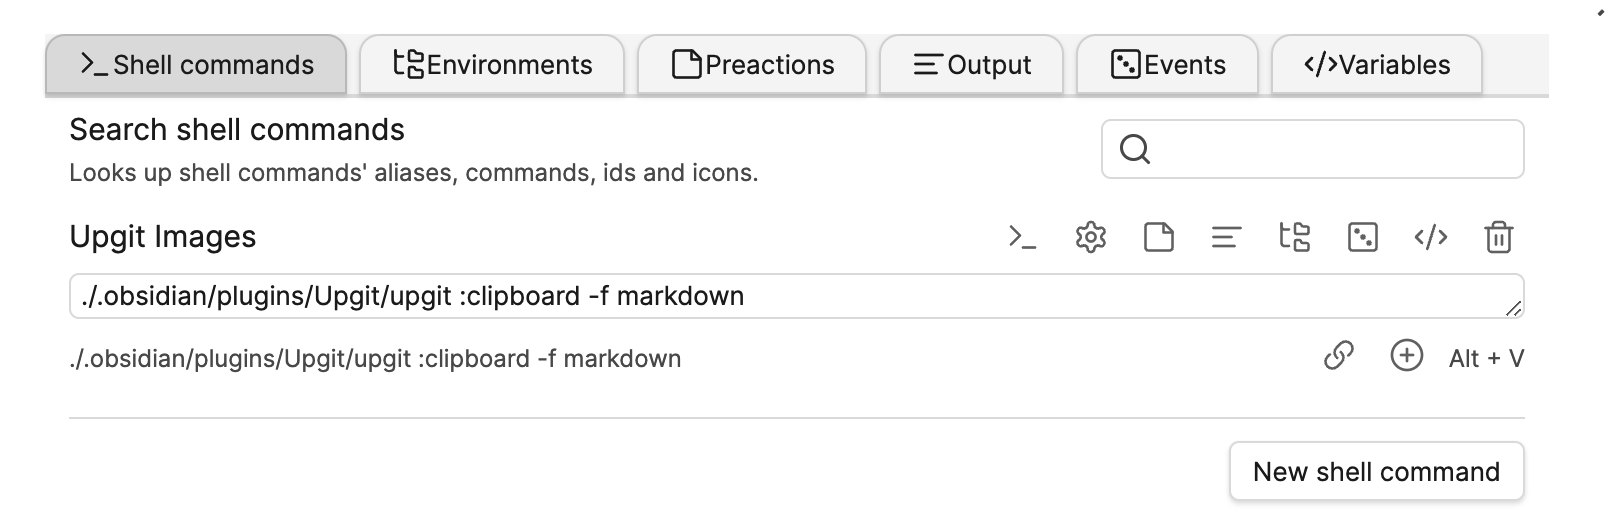 Shell commands Environments Preactions Output Events Variables
Search shell commands
Looks up shell commands' aliases, commands, ids and icons.
Upgit Images
./.obsidian/plugins/Upgit/upgit :clipboard -f markdown
./.obsidian/plugins/Upgit/upgit :clipboard -f markdown Alt + V
New shell command